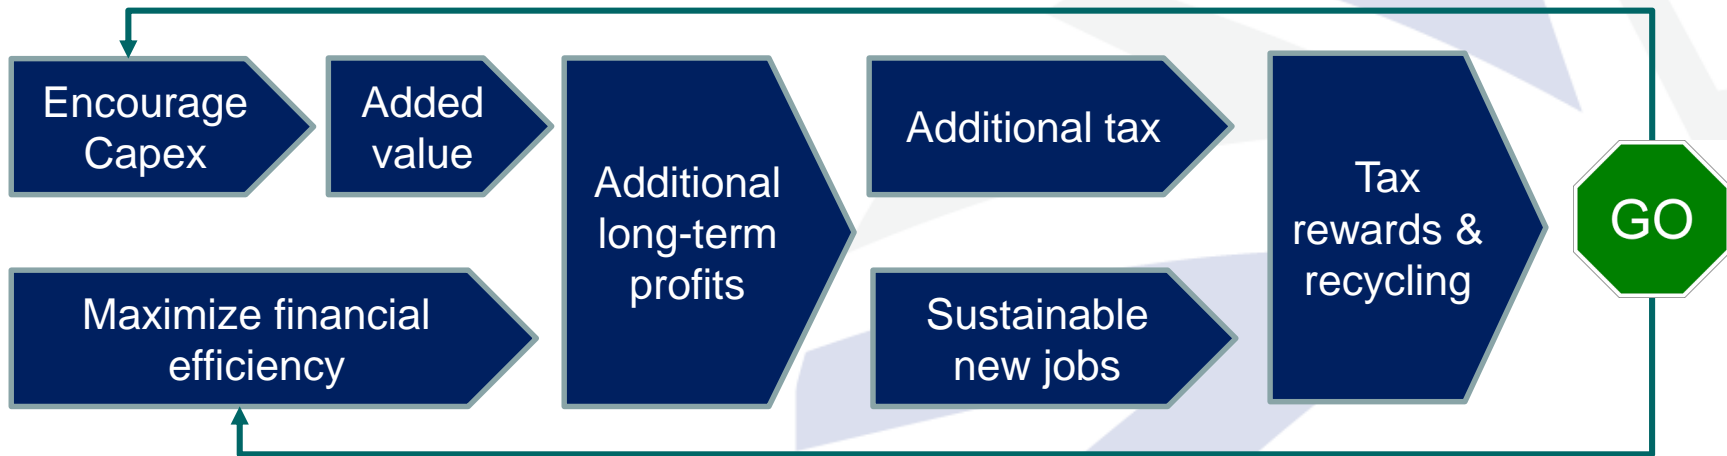 Encourage
Capex
Added
value
Maximize financial
efficiency
Additional
long-term
profits
Additional tax
Sustainable
new jobs
Tax
rewards &
recycling
GO